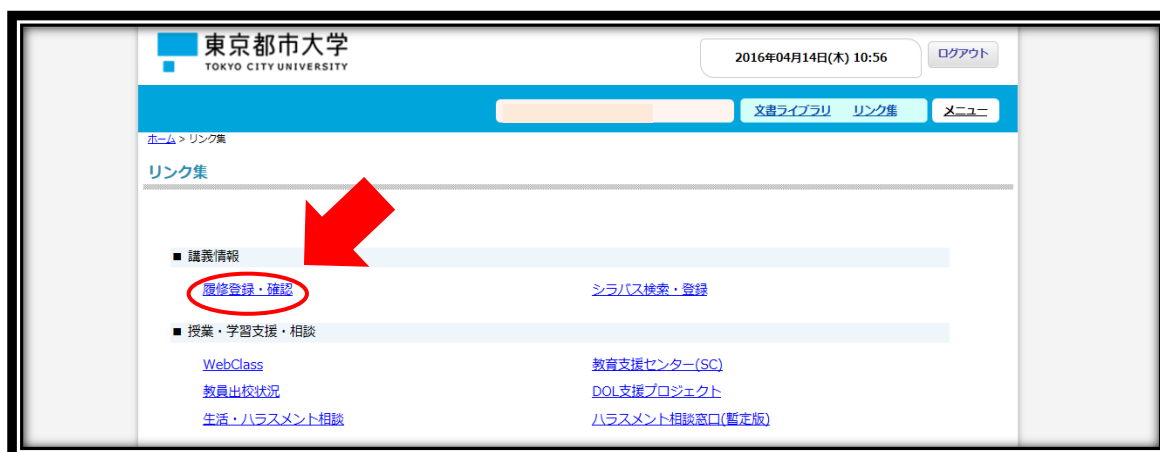 東京都市大学
TOKYO CITY UNIVERSITY
2016年04月14日(木) 10:56
ログアウト
文書ライブラリ リンク集 メニュー
ホーム > リンク集
リンク集
■ 講義情報
履修登録・確認 シラバス検索・登録
■ 授業・学習支援・相談
WebClass 教育支援センター(SC)
教員出校状況 DOL支援プロジェクト
生活・ハラスメント相談 ハラスメント相談窓口(暫定版)